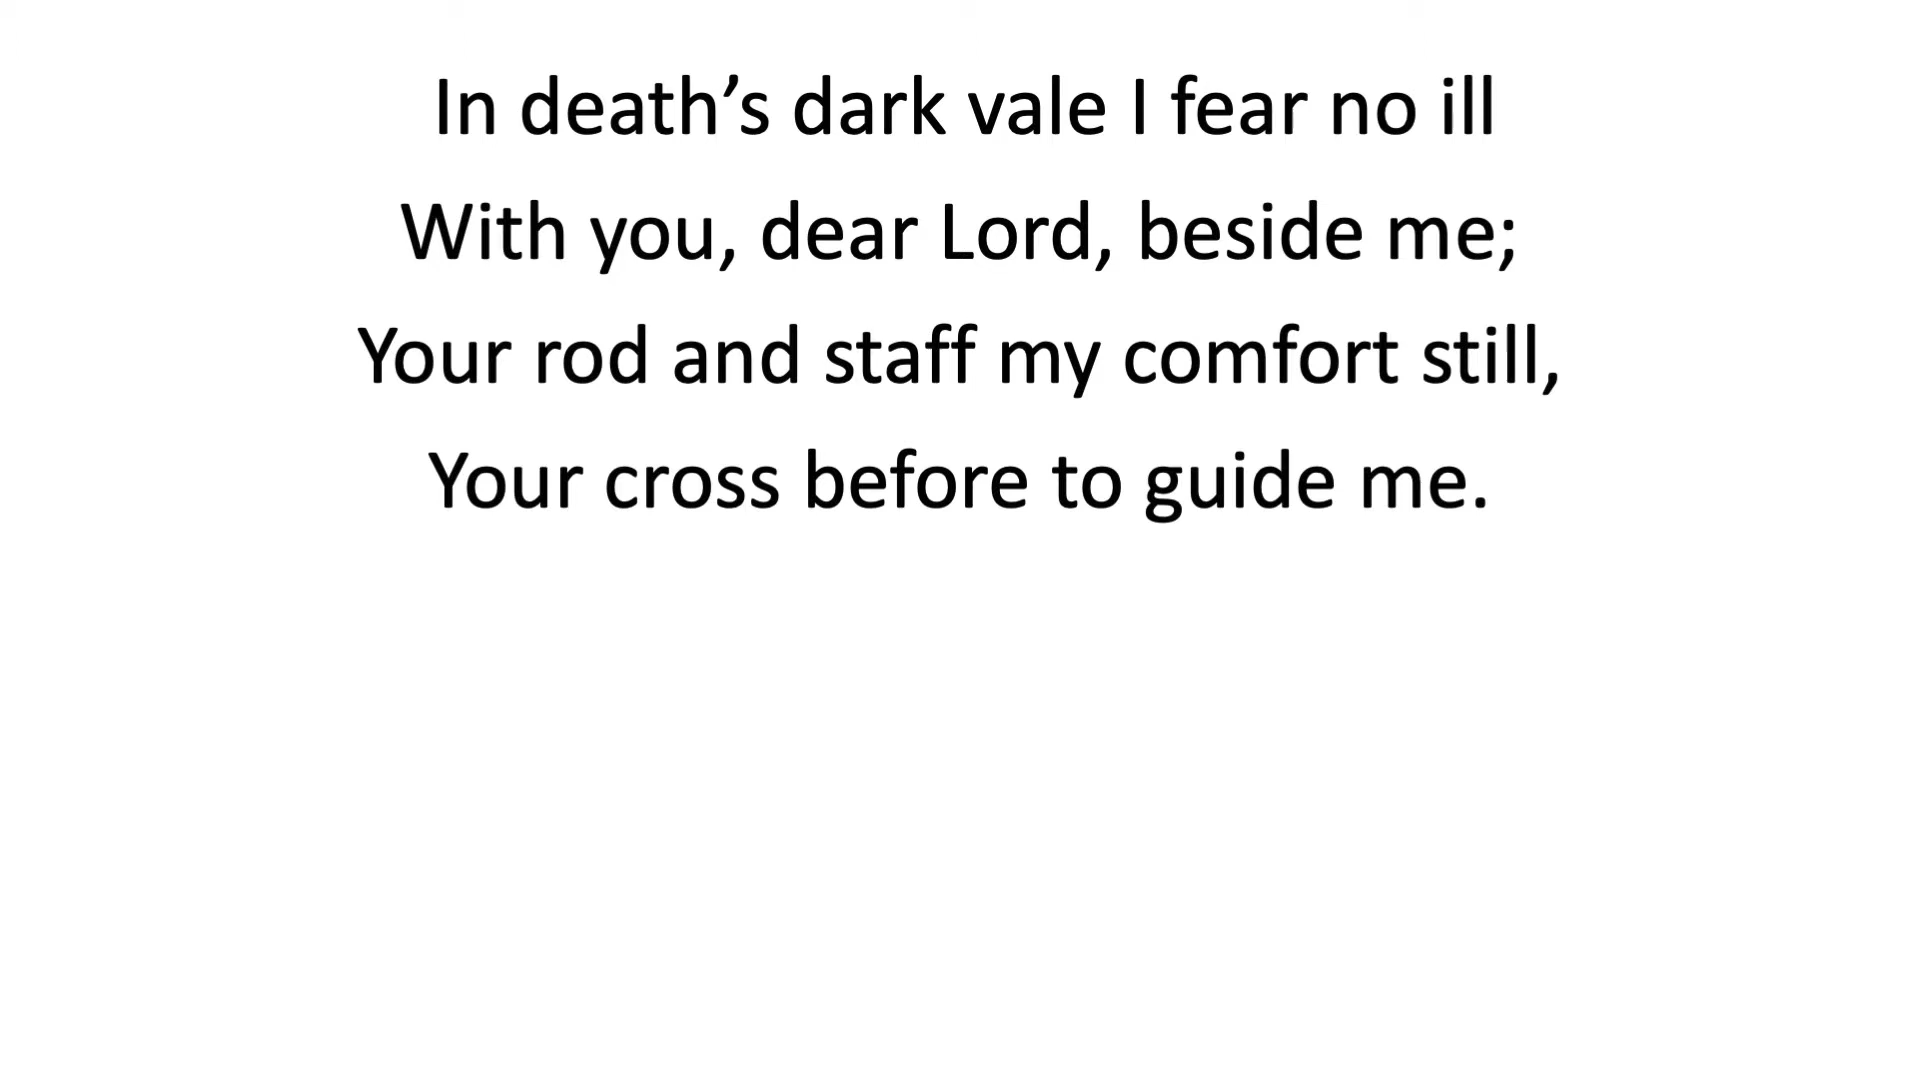 In death’s dark vale I fear no ill
With you, dear Lord, beside me;
Your rod and staff my comfort still,
Your cross before to guide me.